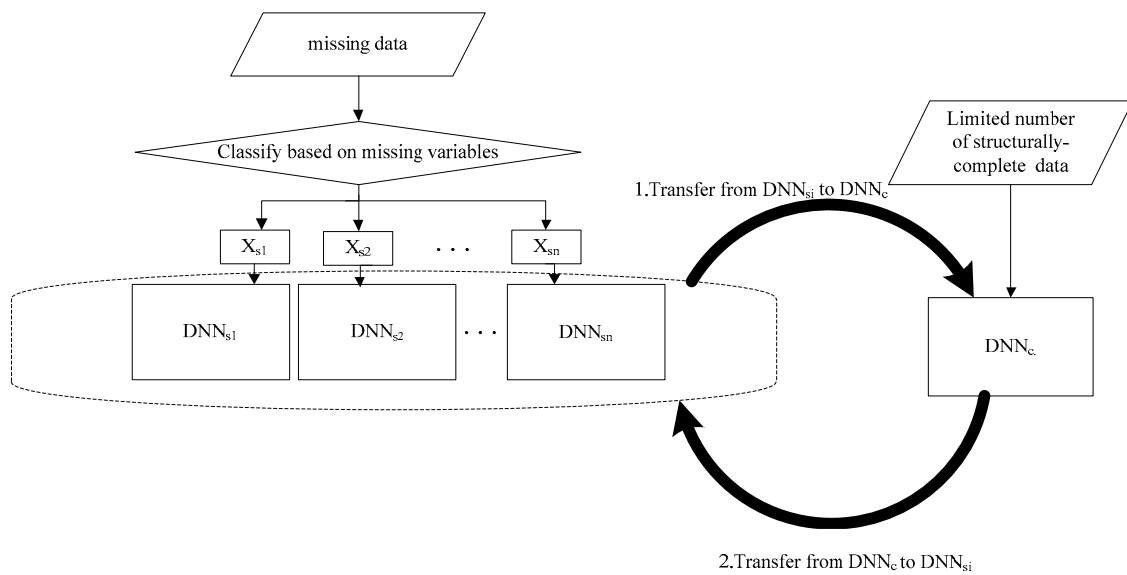 missing data
Classify based on missing variables
Limited number
of structurally-
complete data
1.Transfer from DNNsi to DNNc
Xs1
Xs2
. . .
Xsn
DNNs1
DNNs2
. . .
DNNsn
DNNc.
2.Transfer from DNNc to DNNsi